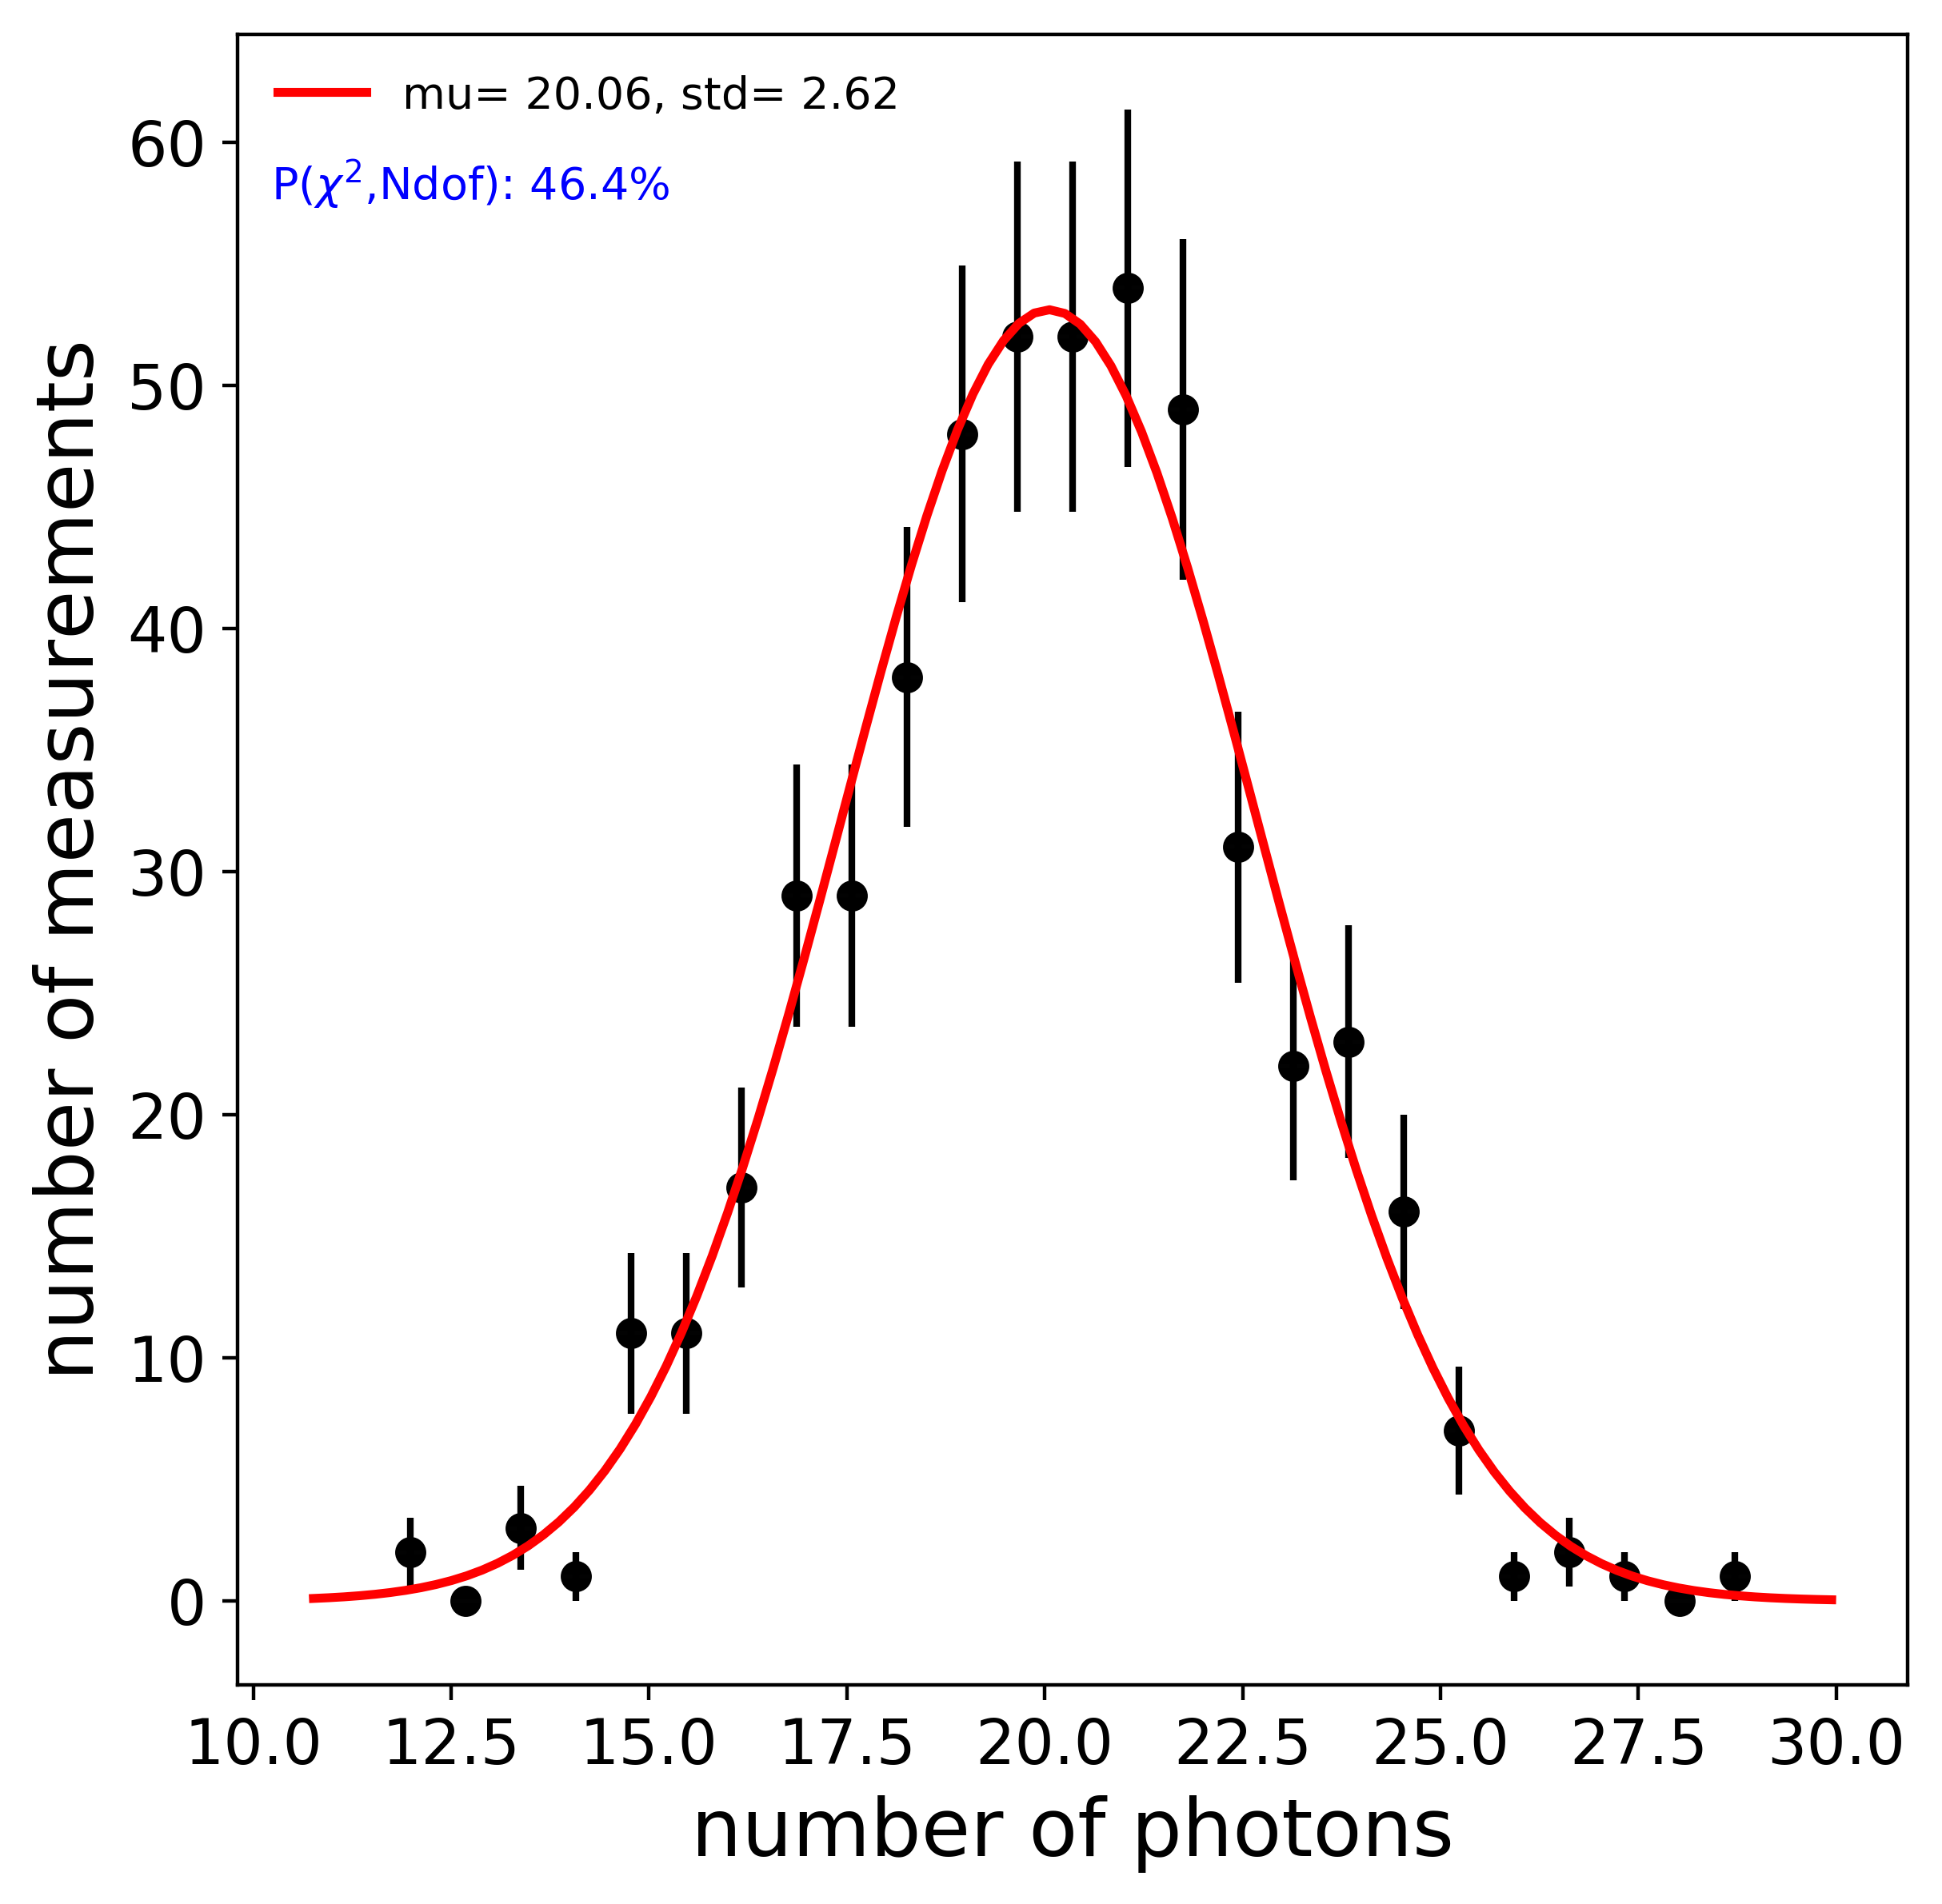 mu= 20.06, std= 2.62
P(χ²,Ndof): 46.4%
60
50
40
30
20
10
0
number of measurements
10.0 12.5 15.0 17.5 20.0 22.5 25.0 27.5 30.0
number of photons